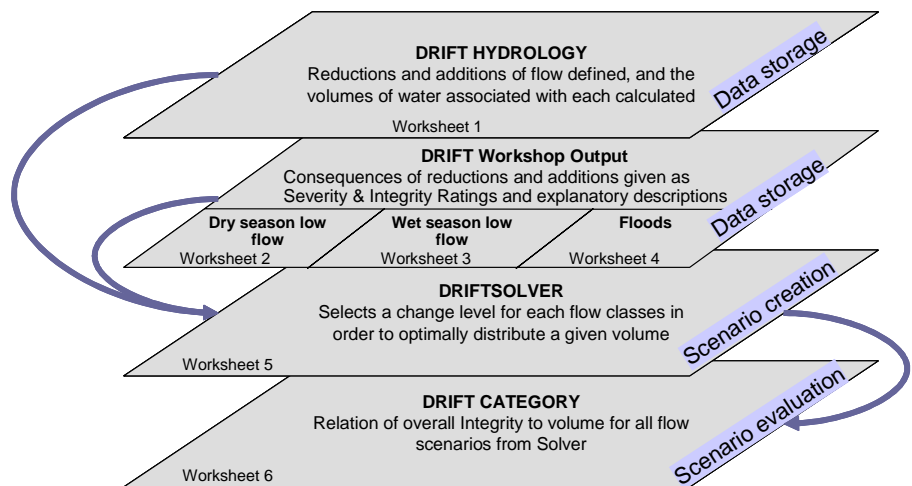 DRIFT HYDROLOGY
Reductions and additions of flow defined, and the
volumes of water associated with each calculated
Worksheet 1
Data storage
DRIFT Workshop Output
Consequences of reductions and additions given as
Severity & Integrity Ratings and explanatory descriptions
Data storage
Dry season low
flow
Worksheet 2
Wet season low
flow
Worksheet 3
Floods
Worksheet 4
DRIFTSOLVER
Selects a change level for each flow classes in
order to optimally distribute a given volume
Worksheet 5
Scenario creation
DRIFT CATEGORY
Relation of overall Integrity to volume for all flow
scenarios from Solver
Worksheet 6
Scenario evaluation